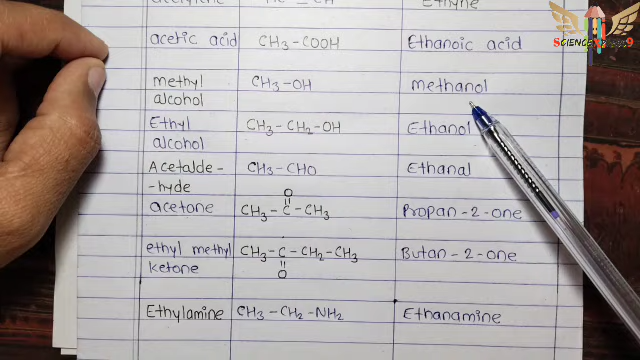 Ethyne
acetic acid CH3-COOH Ethanoic acid
methyl alcohol CH3-OH methanol
Ethyl alcohol CH3-CH2-OH Ethanol
Acetalde--hyde CH3-CHO Ethanal
O
acetone CH3-C-CH3 Propan-2-one
ethyl methyl ketone CH3-C-CH2-CH3 Butan-2-one
O
Ethylamine CH3-CH2-NH2 Ethanamine